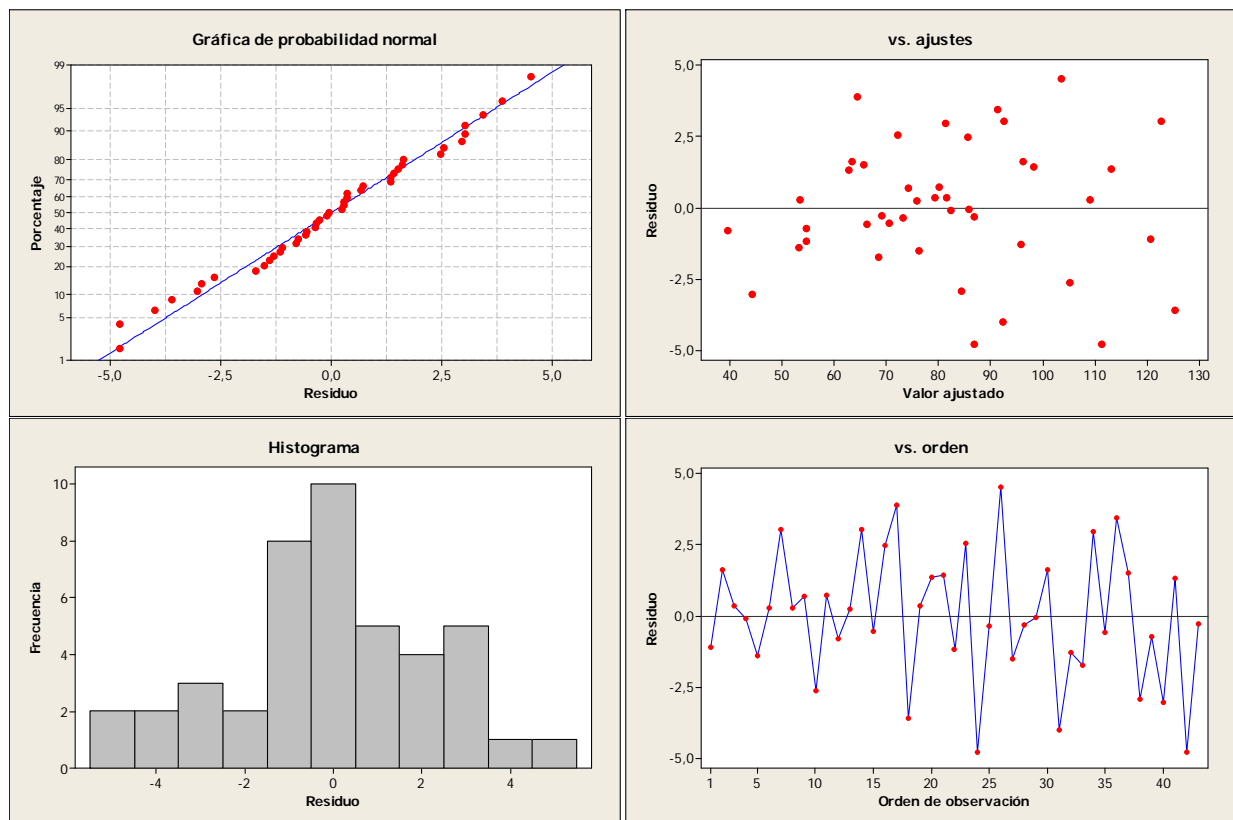 Gráfica de probabilidad normal
99
95
90
80
70
60
50
40
30
20
10
5
1
Porcentaje
-5,0 -2,5 0,0 2,5 5,0
Residuo
vs. ajustes
5,0
2,5
0,0
-2,5
-5,0
Residuo
40 50 60 70 80 90 100 110 120 130
Valor ajustado
Histograma
10
8
6
4
2
0
Frecuencia
-4 -2 0 2 4
Residuo
vs. orden
5,0
2,5
0,0
-2,5
-5,0
Residuo
1 5 10 15 20 25 30 35 40
Orden de observación